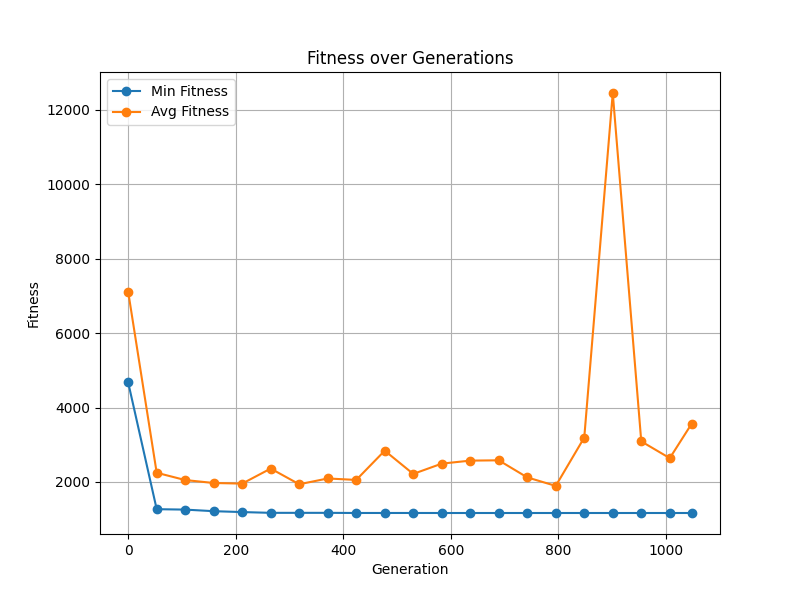 Fitness over Generations
Min Fitness
Avg Fitness
12000
10000
8000
6000
4000
2000
Fitness
0 200 400 600 800 1000
Generation